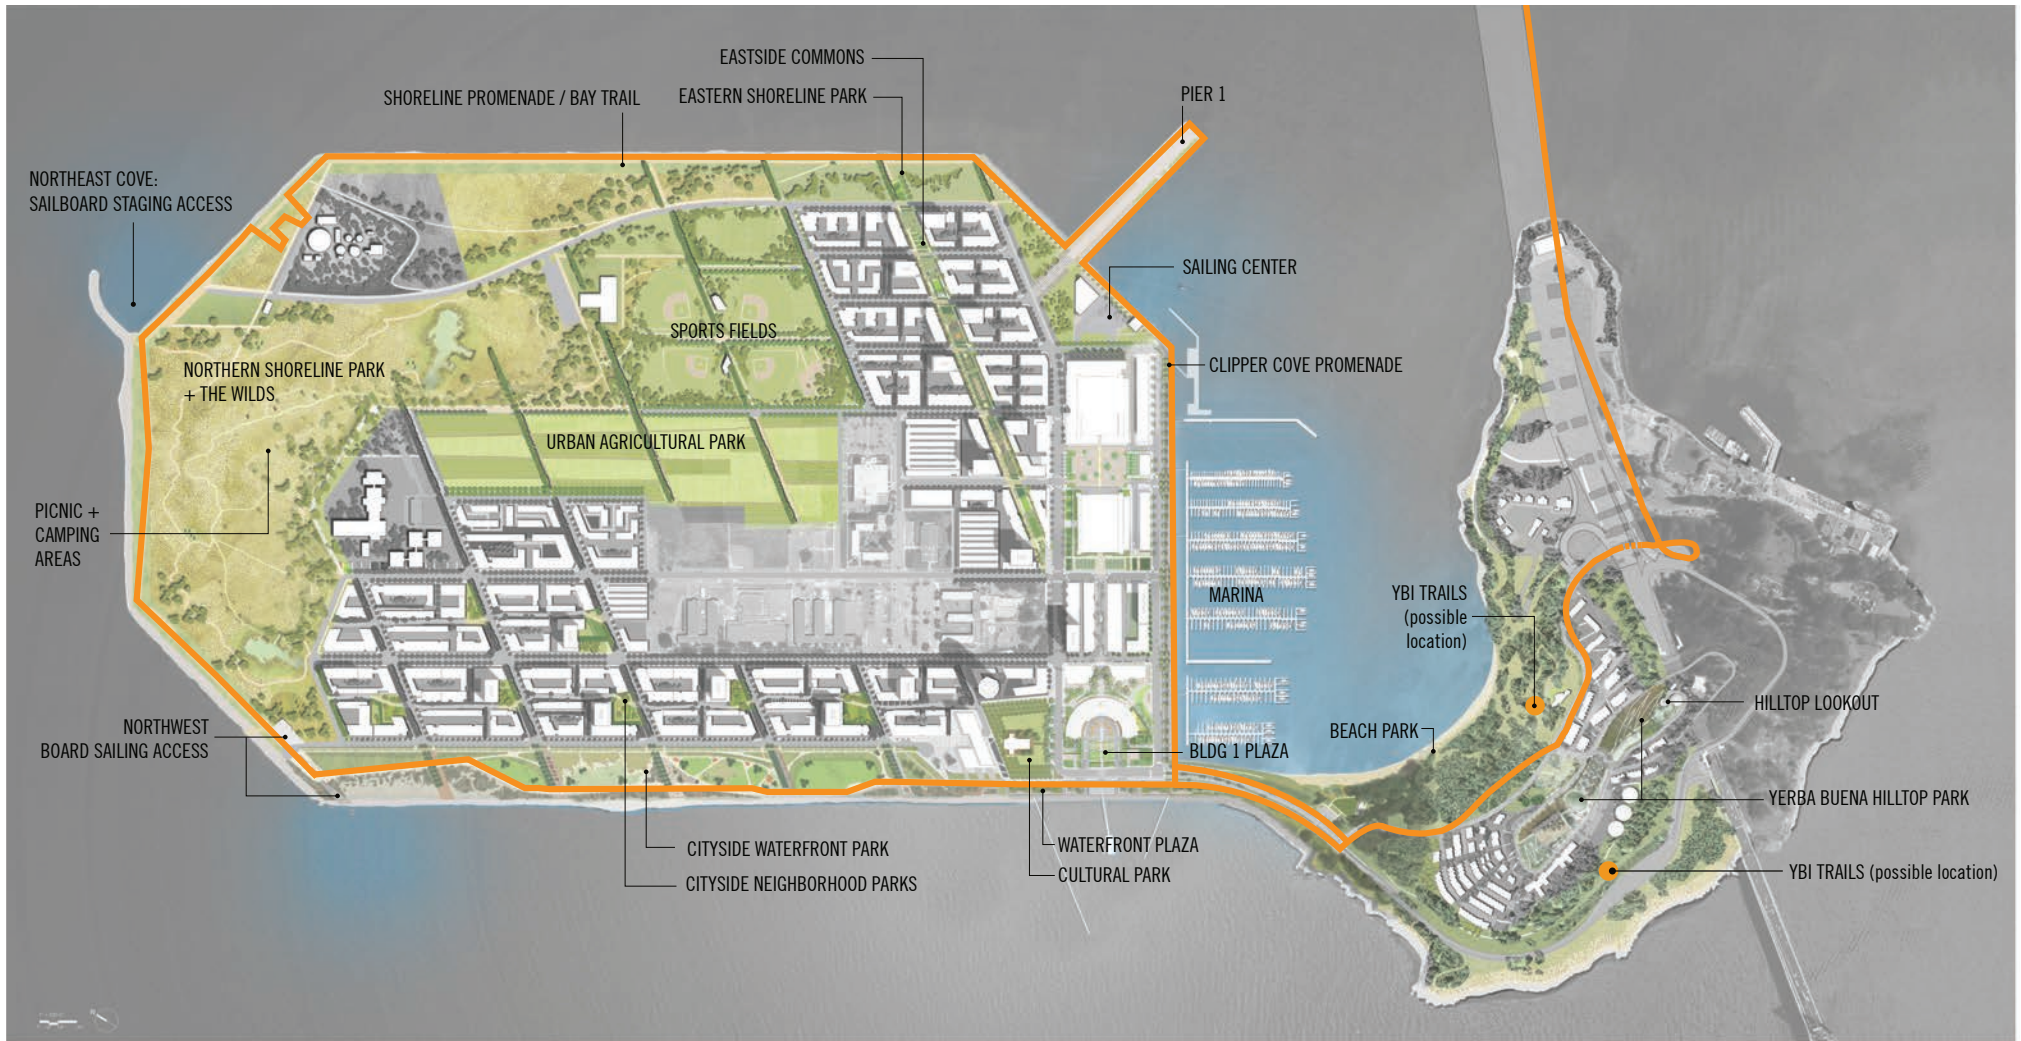 EASTSIDE COMMONS
SHORELINE PROMENADE / BAY TRAIL
EASTERN SHORELINE PARK
PIER 1
NORTHEAST COVE:
SAILBOARD STAGING ACCESS
SAILING CENTER
SPORTS FIELDS
CLIPPER COVE PROMENADE
NORTHERN SHORELINE PARK
+ THE WILDS
URBAN AGRICULTURAL PARK
PICNIC +
CAMPING
AREAS
MARINA
YBI TRAILS
(possible
location)
HILLTOP LOOKOUT
NORTHWEST
BOARD SAILING ACCESS
BEACH PARK
BLDG 1 PLAZA
YERBA BUENA HILLTOP PARK
CITYSIDE WATERFRONT PARK
WATERFRONT PLAZA
CITYSIDE NEIGHBORHOOD PARKS
CULTURAL PARK
YBI TRAILS (possible location)